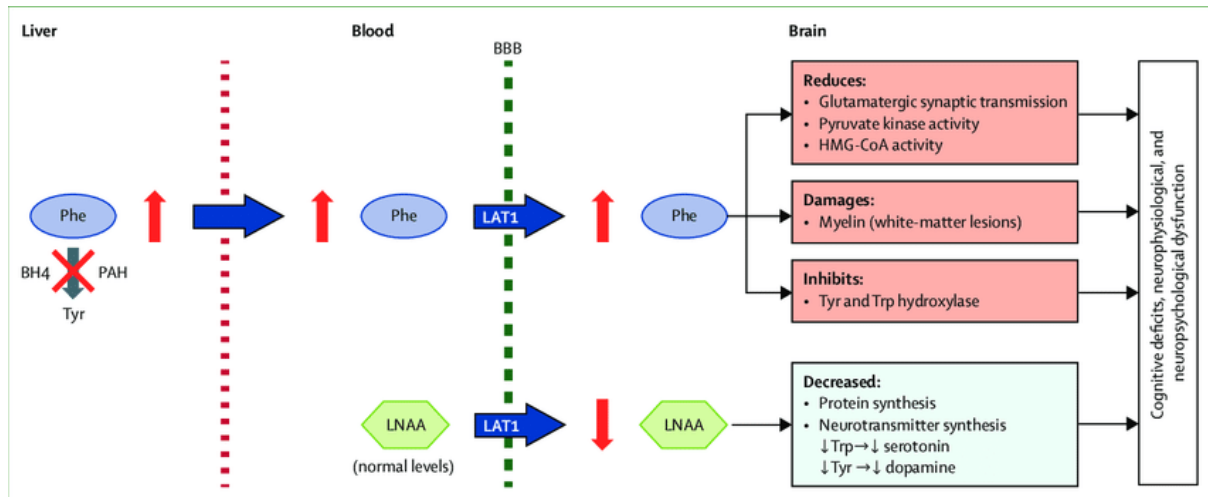 Liver
Blood
BBB
Brain
Reduces:
• Glutamatergic synaptic transmission
• Pyruvate kinase activity
• HMG-CoA activity
Phe
Phe
LAT1
Phe
Damages:
• Myelin (white-matter lesions)
BH4
PAH
Tyr
Inhibits:
• Tyr and Trp hydroxylase
LNAA
(normal levels)
LAT1
LNAA
Decreased:
• Protein synthesis
• Neurotransmitter synthesis
↓Trp→↓ serotonin
↓Tyr→↓ dopamine
Cognitive deficits, neurophysiological, and
neuropsychological dysfunction